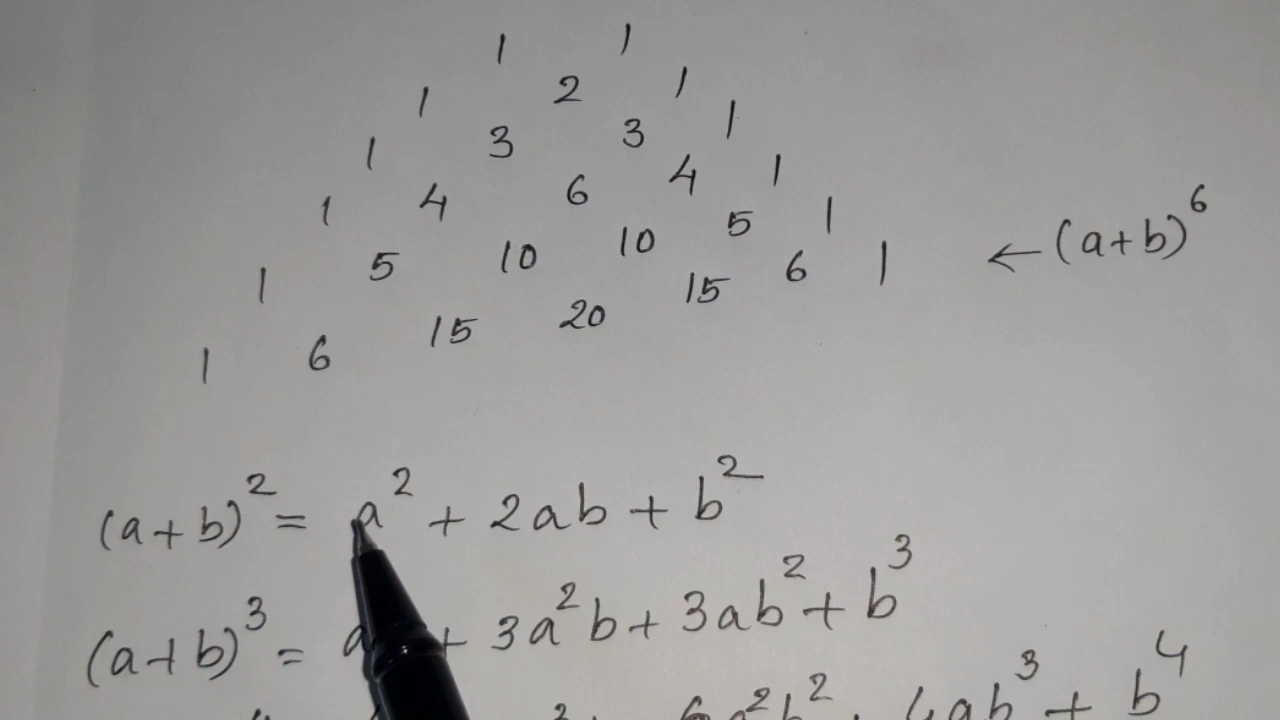 1 1
1 2 1
1 3 3 1
1 4 6 4 1
1 5 10 10 5 1
1 6 15 20 15 6 1 ← (a+b)⁶
(a+b)² = a² + 2ab + b²
(a+b)³ = a + 3a²b + 3ab² + b³
6a²b² + 4ab³ + b⁴